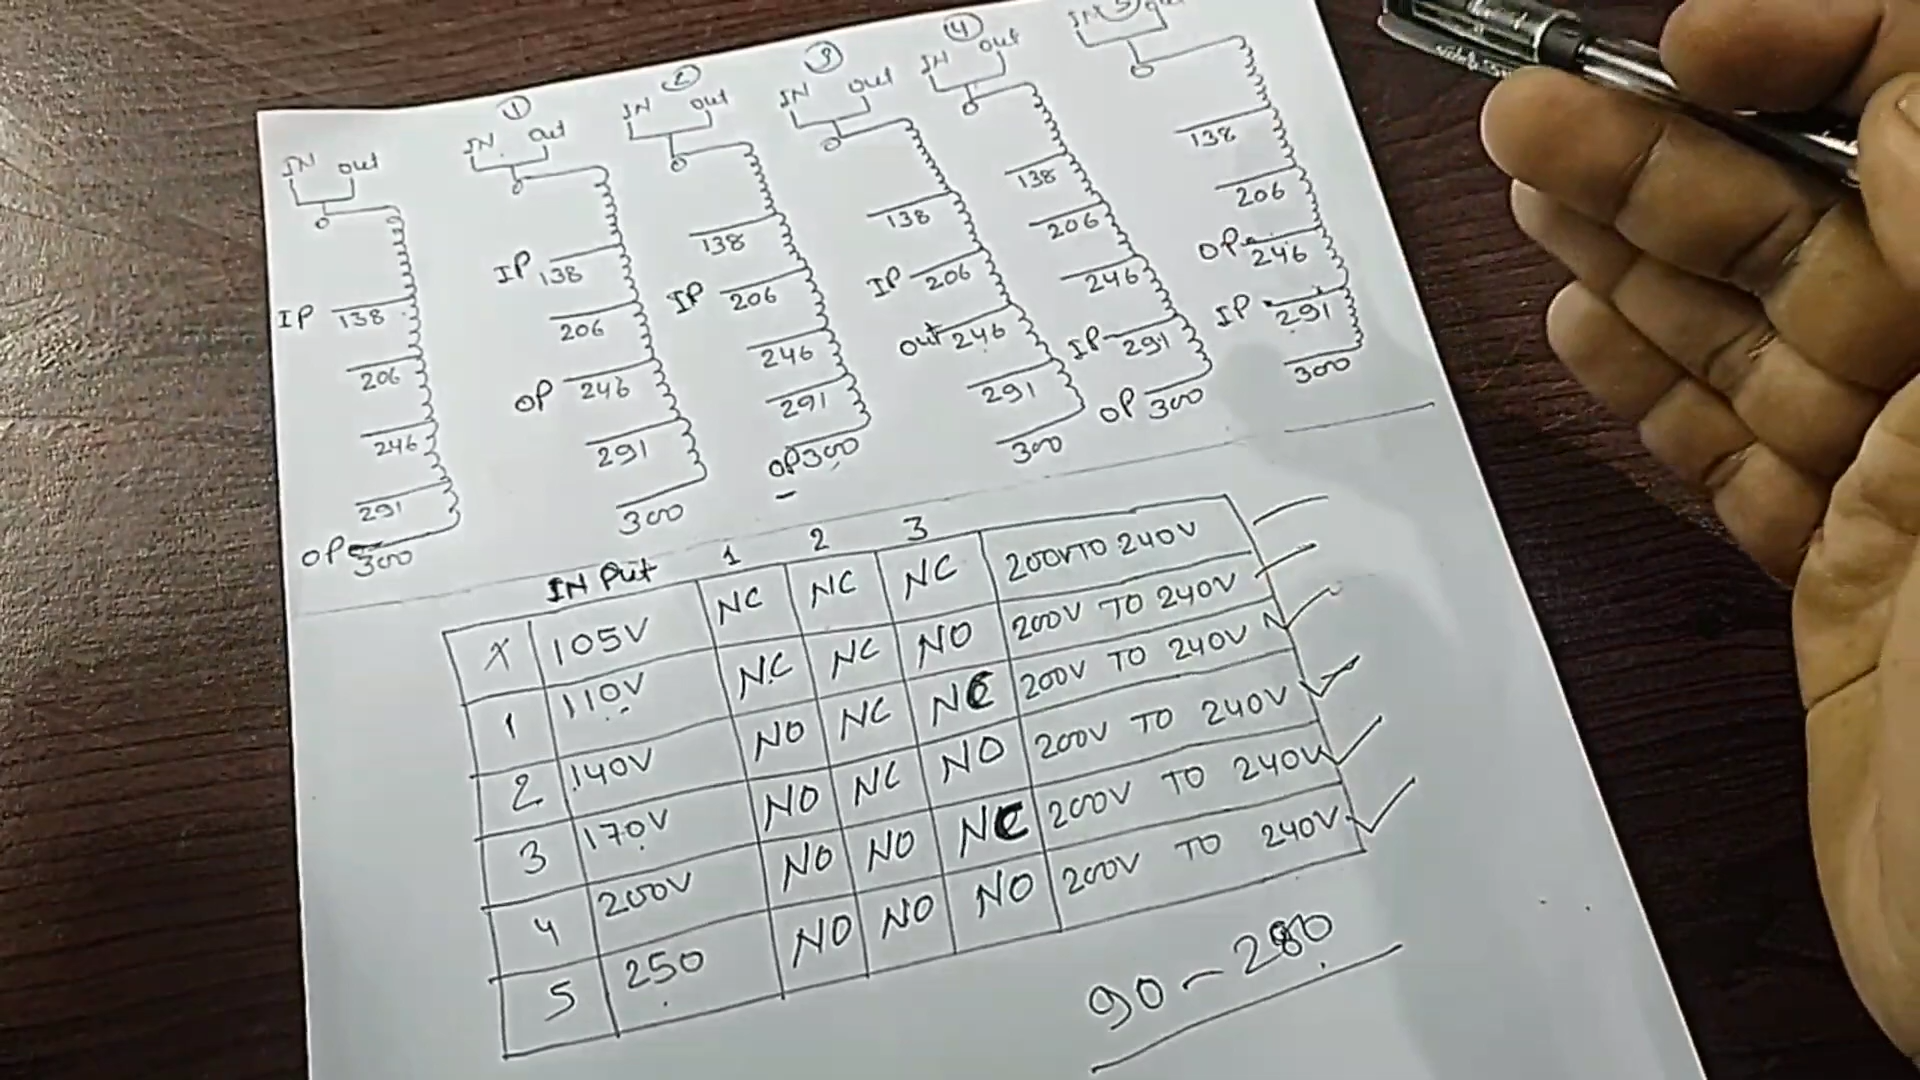 IN out
IP 138
206
246
291
OP 300
1
IN out
IP 138
206
OP 246
291
300
2
IN out
138
IP 206
246
291
OP 300
3
IN out
138
IP 206
out 246
291
300
4
IN out
138
206
246
IP 291
OP 300
5
IN out
138
206
OP 246
IP 291
300
IN Put 1 2 3
X 105V NC NC NC 200V TO 240V
1 110V NC NC NO 200V TO 240V
2 140V NO NC NC 200V TO 240V
3 170V NO NC NO 200V TO 240V
4 200V NO NO NC 200V TO 240V
5 250 NO NO NO 200V TO 240V
90-280